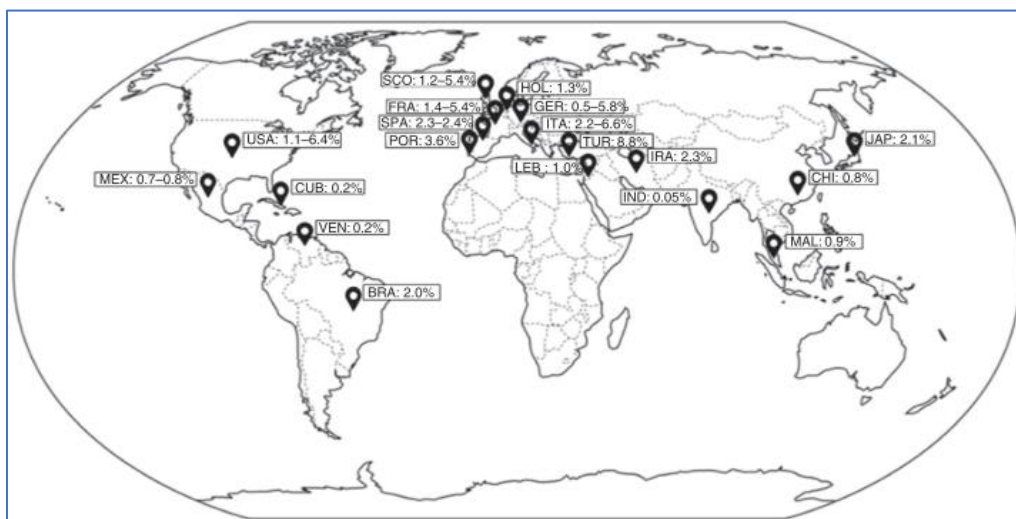 SCO: 1.2–5.4%
HOL: 1.3%
FRA: 1.4–5.4%
GER: 0.5–5.8%
SPA: 2.3–2.4%
ITA: 2.2–6.6%
USA: 1.1–6.4%
POR: 3.6%
TUR: 8.8%
JAP: 2.1%
LEB : 1.0%
IRA: 2.3%
MEX: 0.7–0.8%
CUB: 0.2%
IND: 0.05%
CHI: 0.8%
VEN: 0.2%
MAL: 0.9%
BRA: 2.0%